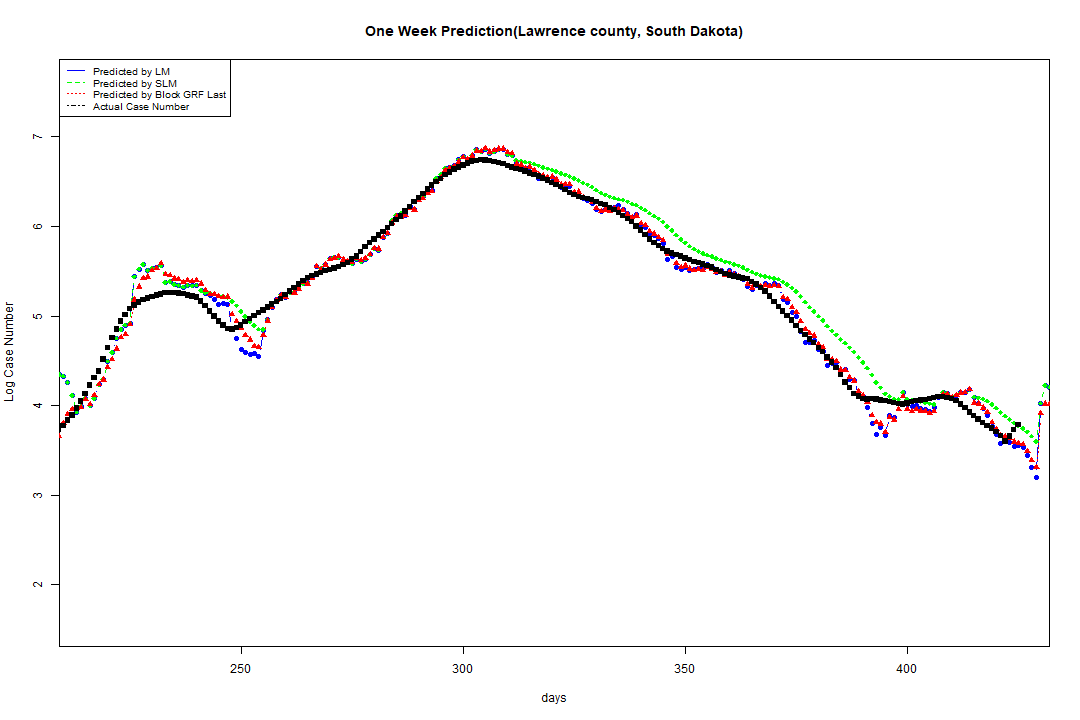 One Week Prediction(Lawrence county, South Dakota)
Predicted by LM
Predicted by SLM
Predicted by Block GRF Last
Actual Case Number
7
6
5
4
3
2
Log Case Number
250 300 350 400
days